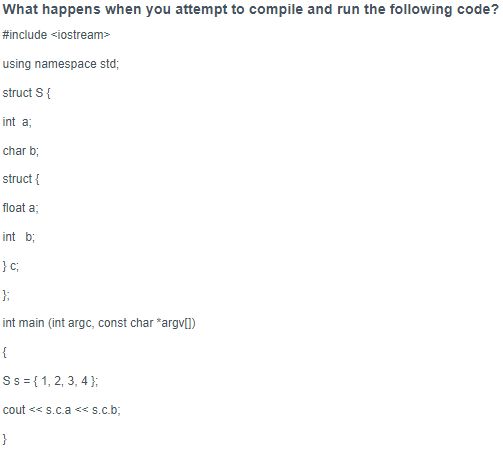 What happens when you attempt to compile and run the following code?
#include <iostream>
using namespace std;
struct S {
int a;
char b;
struct {
float a;
int b;
} c;
};
int main (int argc, const char *argv[])
{
S s = { 1, 2, 3, 4 };
cout << s.c.a << s.c.b;
}